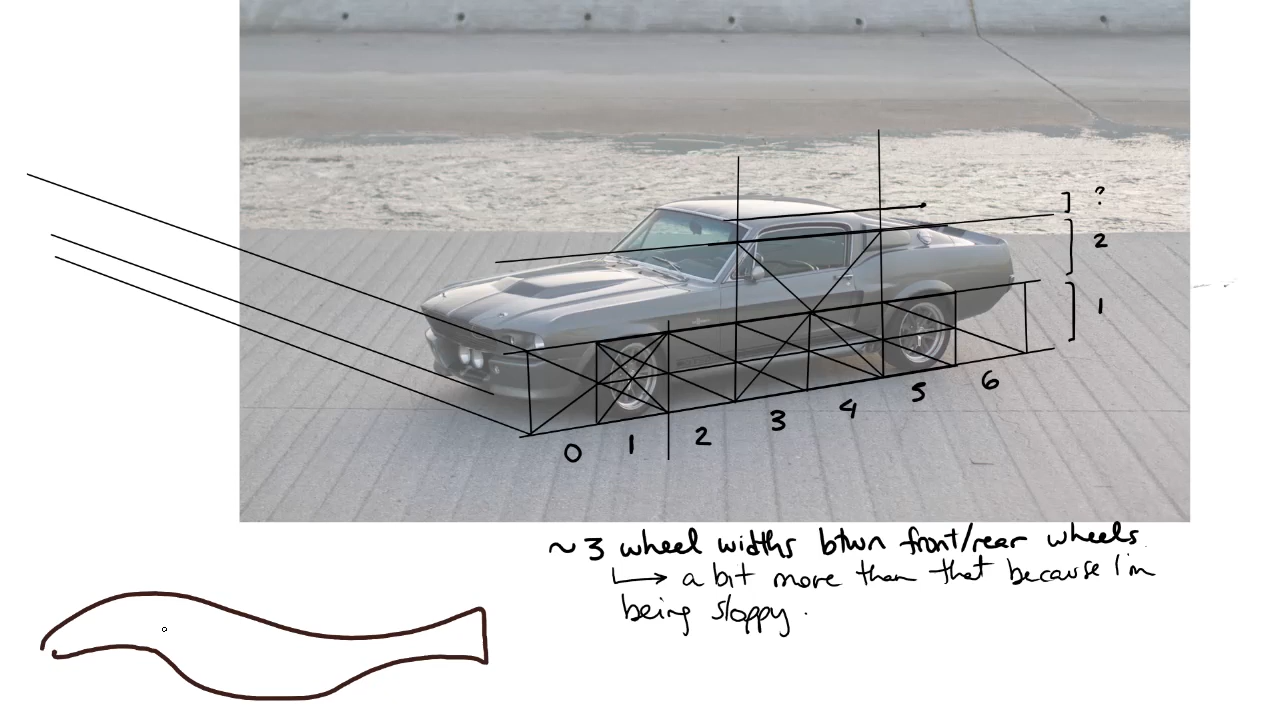 ?
2
1
0 1 2 3 4 5 6
~3 wheel widths btwn front/rear wheels.
↳ a bit more than that because I'm
being sloppy.